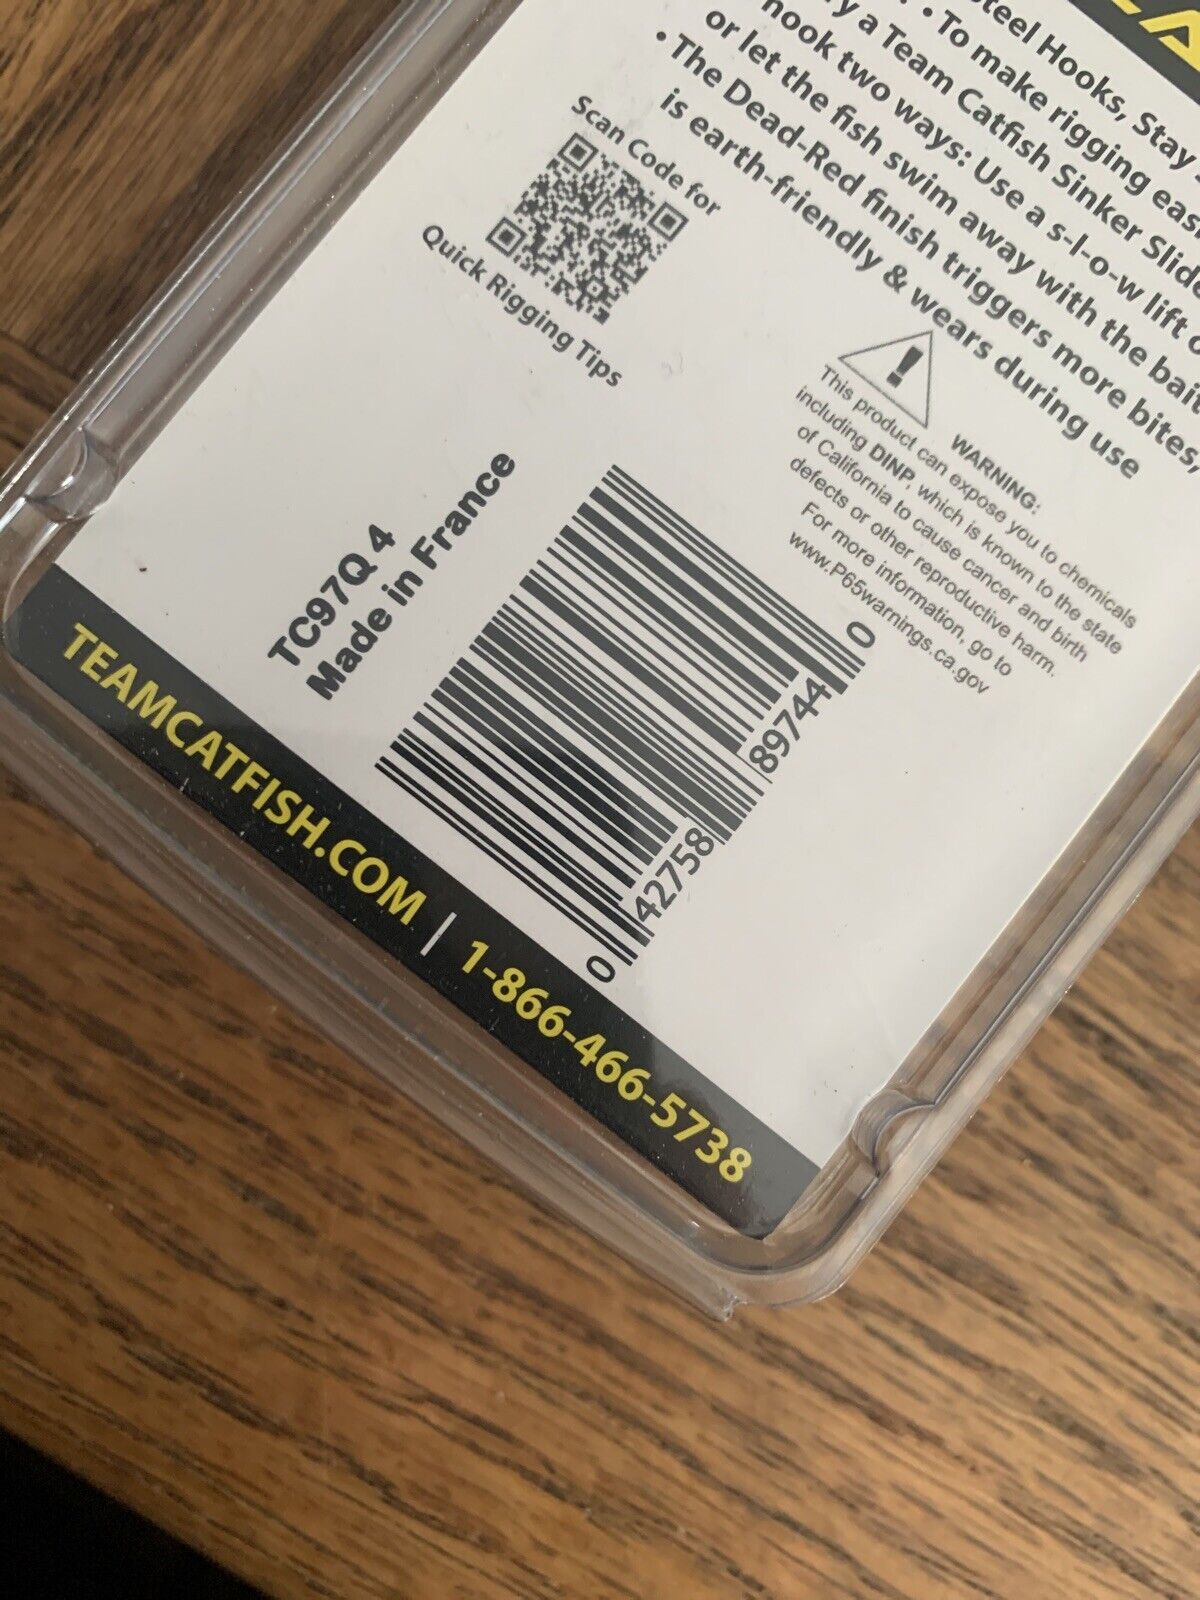 Steel Hooks, Stay
• To make rigging
a Team Catfish Sinker
hook two ways: Use a s-l-o-w lift
or let the fish swim away with the bait
• The Dead-Red finish triggers more bites,
is earth-friendly & wears during use
Scan Code for
Quick Rigging Tips
WARNING:
This product can expose you to chemicals
including DINP, which is known to the state
of California to cause cancer and birth
defects or other reproductive harm.
For more information, go to
www.P65warnings.ca.gov
TC97Q 4
Made in France
0 42758 89744 0
TEAMCATFISH.COM | 1-866-466-5738